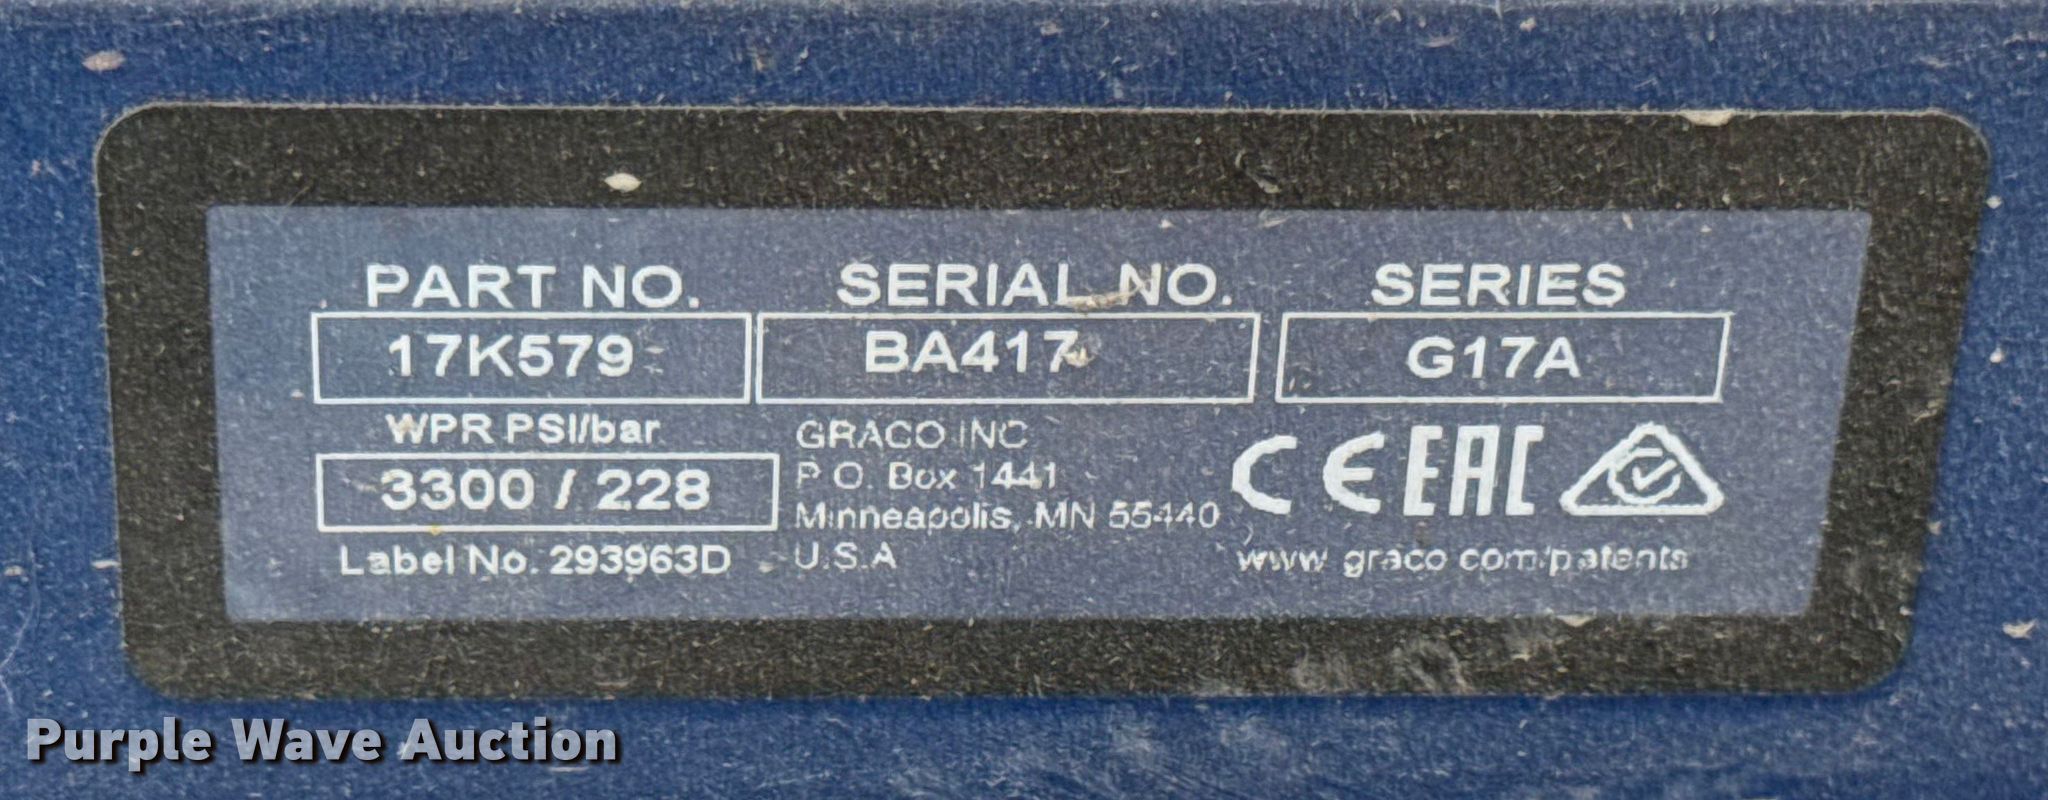 PART NO. SERIAL NO. SERIES
17K579 BA417 G17A
WPR PSI/bar
3300 / 228
Label No. 293963D
GRACO INC
P.O. Box 1441
Minneapolis, MN 55440
U.S.A
CE EAC
www.graco.com/patents
Purple Wave Auction